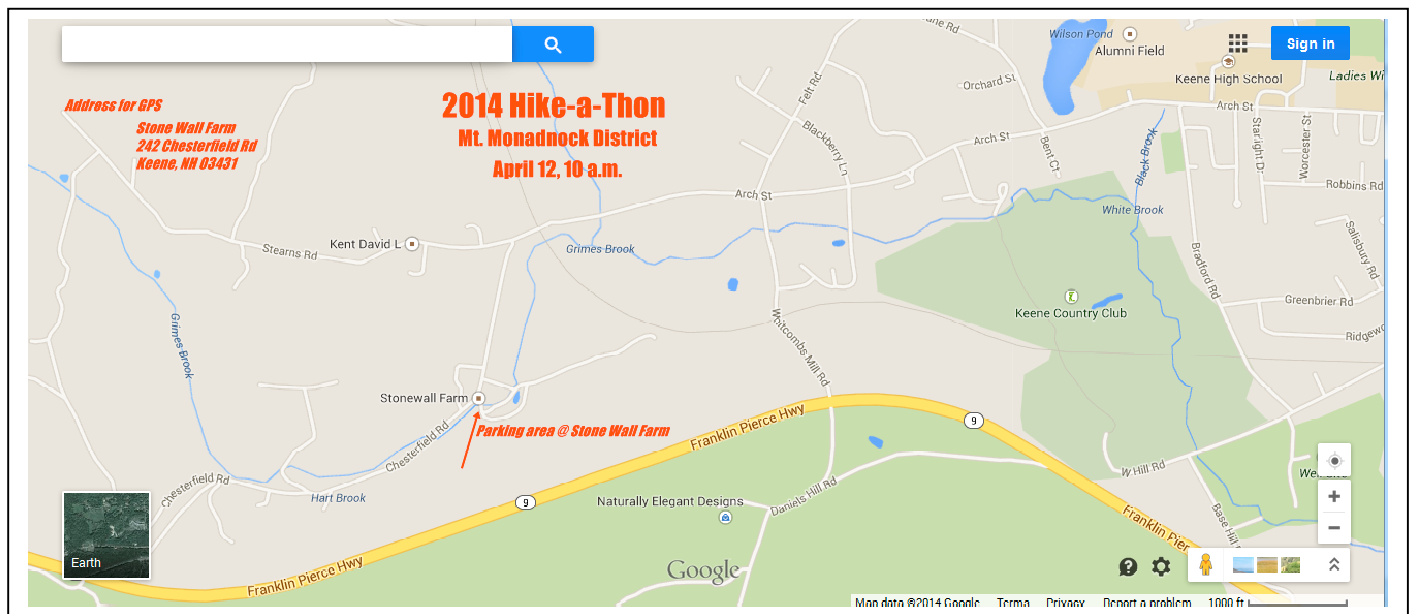 ane Rd
Wilson Pond
Alumni Field
Sign in
Keene High School
Ladies Wi
Address for GPS
Stone Wall Farm
242 Chesterfield Rd
Keene, NH 03431
2014 Hike-a-Thon
Mt. Monadnock District
April 12, 10 a.m.
Felt Rd
Orchard St
Arch St
Blackberry Ln
Arch St
Bent Ct
Black Brook
Starlight Dr
Worcester St
Robbins Rd
Arch St
White Brook
Salisbury Rd
Kent David L
Stearns Rd
Grimes Brook
Bradford Rd
Greenbrier Rd
Keene Country Club
Grimes Brook
Whitcombs Mill Rd
Ridgewo
Stonewall Farm
Parking area @ Stone Wall Farm
Franklin Pierce Hwy
9
Chesterfield Rd
W Hill Rd
Chesterfield Rd
Hart Brook
9
Naturally Elegant Designs
Daniels Hill Rd
Base Hill
Franklin Pier
Earth
Franklin Pierce Hwy
Google
Map data ©2014 Google Terms Privacy Report a problem 1000 ft